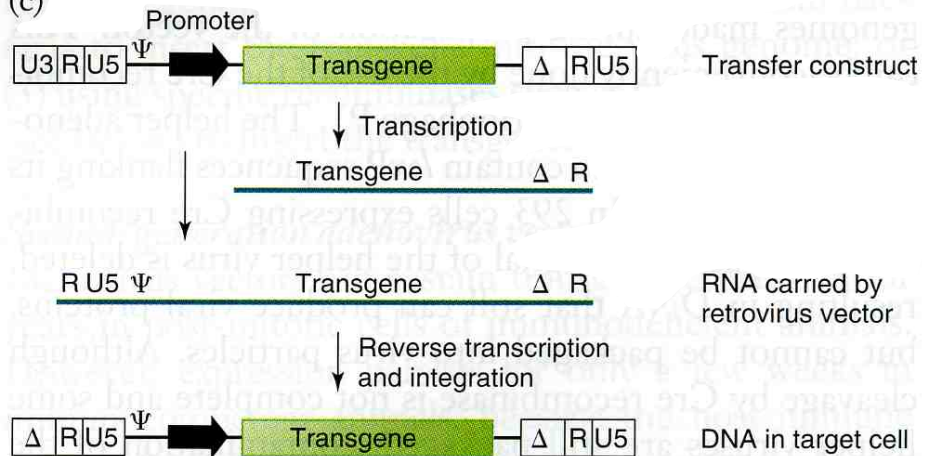 (c)
Promoter
U3 R U5 Ψ Transgene Δ R U5 Transfer construct
Transcription
Transgene Δ R
R U5 Ψ Transgene Δ R RNA carried by
retrovirus vector
Reverse transcription
and integration
Δ R U5 Ψ Transgene Δ R U5 DNA in target cell